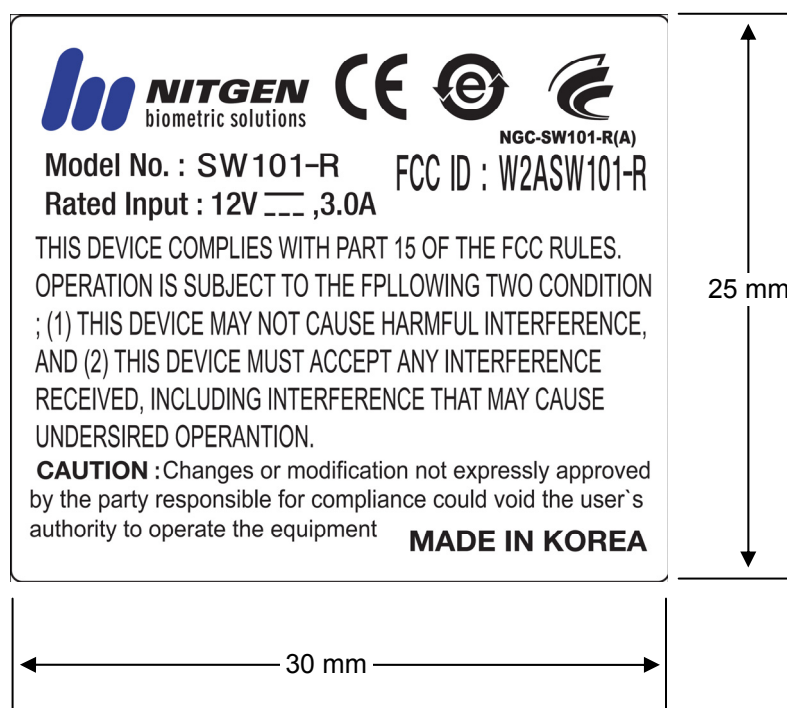 NITGEN
biometric solutions
CE
e
NGC-SW101-R(A)
Model No. : SW101-R
FCC ID : W2ASW101-R
Rated Input : 12V ⎓ ,3.0A
THIS DEVICE COMPLIES WITH PART 15 OF THE FCC RULES.
OPERATION IS SUBJECT TO THE FPLLOWING TWO CONDITION
; (1) THIS DEVICE MAY NOT CAUSE HARMFUL INTERFERENCE,
AND (2) THIS DEVICE MUST ACCEPT ANY INTERFERENCE
RECEIVED, INCLUDING INTERFERENCE THAT MAY CAUSE
UNDERSIRED OPERANTION.
CAUTION : Changes or modification not expressly approved
by the party responsible for compliance could void the user`s
authority to operate the equipment
MADE IN KOREA
25 mm
30 mm